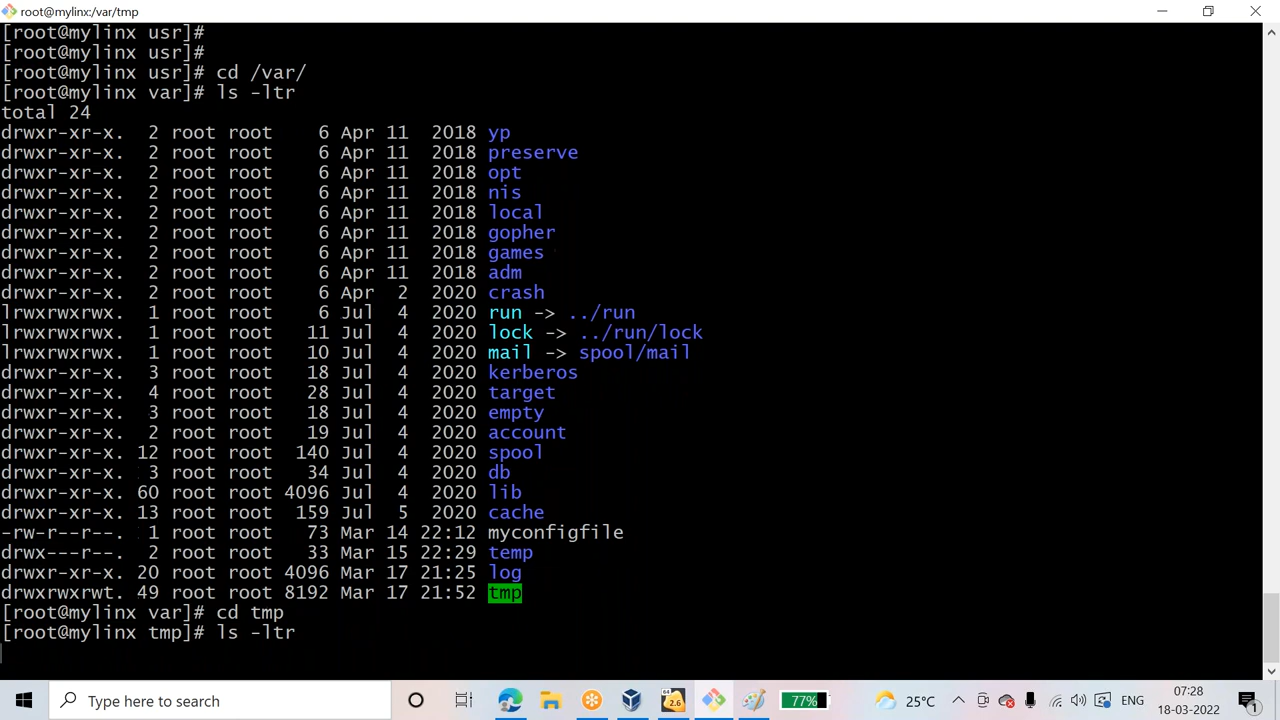 root@mylinx:/var/tmp
[root@mylinx usr]#
[root@mylinx usr]#
[root@mylinx usr]# cd /var/
[root@mylinx var]# ls -ltr
total 24
drwxr-xr-x.  2 root root    6 Apr 11  2018 yp
drwxr-xr-x.  2 root root    6 Apr 11  2018 preserve
drwxr-xr-x.  2 root root    6 Apr 11  2018 opt
drwxr-xr-x.  2 root root    6 Apr 11  2018 nis
drwxr-xr-x.  2 root root    6 Apr 11  2018 local
drwxr-xr-x.  2 root root    6 Apr 11  2018 gopher
drwxr-xr-x.  2 root root    6 Apr 11  2018 games
drwxr-xr-x.  2 root root    6 Apr 11  2018 adm
drwxr-xr-x.  2 root root    6 Apr  2  2020 crash
lrwxrwxrwx.  1 root root    6 Jul  4  2020 run -> ../run
lrwxrwxrwx.  1 root root   11 Jul  4  2020 lock -> ../run/lock
lrwxrwxrwx.  1 root root   10 Jul  4  2020 mail -> spool/mail
drwxr-xr-x.  3 root root   18 Jul  4  2020 kerberos
drwxr-xr-x.  4 root root   28 Jul  4  2020 target
drwxr-xr-x.  3 root root   18 Jul  4  2020 empty
drwxr-xr-x.  2 root root   19 Jul  4  2020 account
drwxr-xr-x. 12 root root  140 Jul  4  2020 spool
drwxr-xr-x.  3 root root   34 Jul  4  2020 db
drwxr-xr-x. 60 root root 4096 Jul  4  2020 lib
drwxr-xr-x. 13 root root  159 Jul  5  2020 cache
-rw-r--r--.  1 root root   73 Mar 14 22:12 myconfigfile
drwx---r--.  2 root root   33 Mar 15 22:29 temp
drwxr-xr-x. 20 root root 4096 Mar 17 21:25 log
drwxrwxrwt. 49 root root 8192 Mar 17 21:52 tmp
[root@mylinx var]# cd tmp
[root@mylinx tmp]# ls -ltr
Type here to search
64
2.6
77%
25°C
ENG
07:28
18-03-2022
1